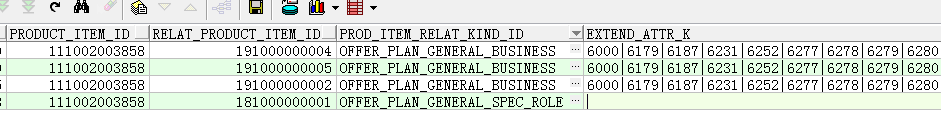 PRODUCT_ITEM_ID RELAT_PRODUCT_ITEM_ID PROD_ITEM_RELAT_KIND_ID EXTEND_ATTR_K
111002003858 191000000004 OFFER_PLAN_GENERAL_BUSINESS ... 6000|6179|6187|6231|6252|6277|6278|6279|6280
111002003858 191000000005 OFFER_PLAN_GENERAL_BUSINESS ... 6000|6179|6187|6231|6252|6277|6278|6279|6280
111002003858 191000000002 OFFER_PLAN_GENERAL_BUSINESS ... 6000|6179|6187|6231|6252|6277|6278|6279|6280
111002003858 181000000001 OFFER_PLAN_GENERAL_SPEC_ROLE ...